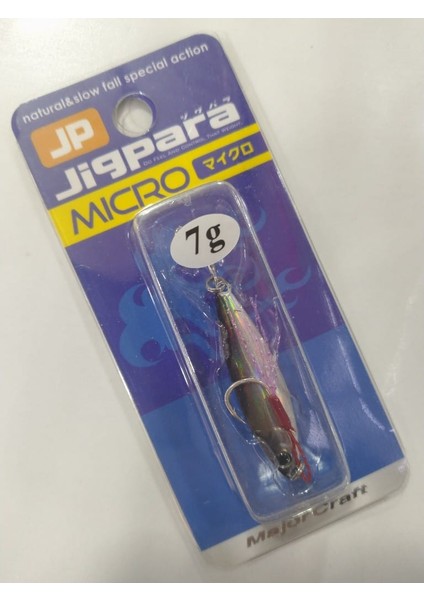 natural&slow fall special action
JP
ジグパラ
Jigpara
MICRO マイクロ
7g
MajorCraft